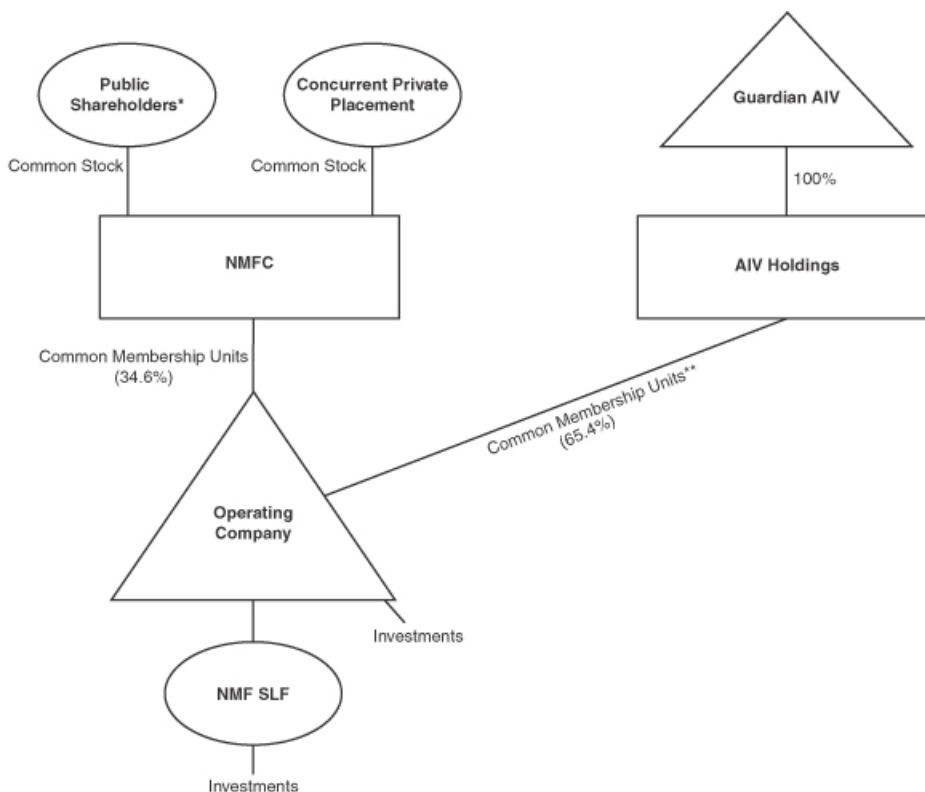 Public
Shareholders*
Concurrent Private
Placement
Guardian AIV
Common Stock
Common Stock
100%
NMFC
AIV Holdings
Common Membership Units
(34.6%)
Common Membership Units**
(65.4%)
Operating
Company
Investments
NMF SLF
Investments